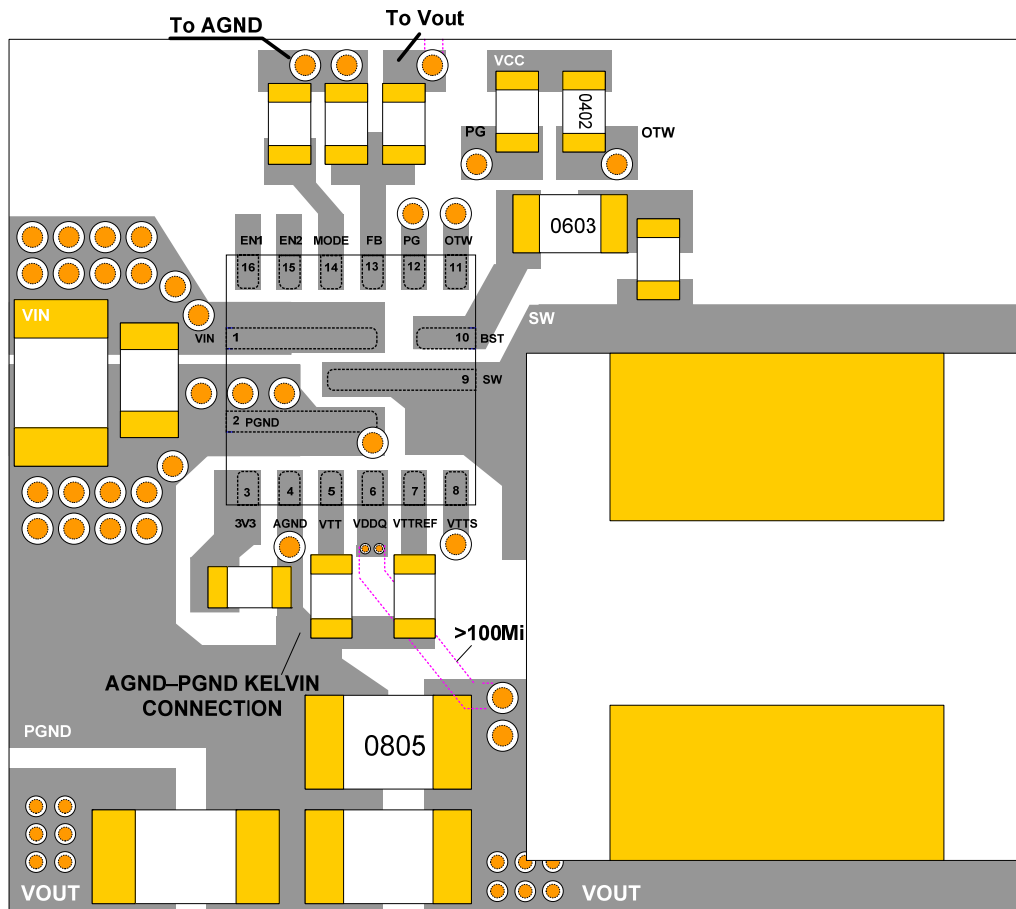 To AGND
To Vout
VCC
0402
PG
OTW
0603
EN1 EN2 MODE FB PG OTW
16 15 14 13 12 11
VIN
SW
VIN 1
10 BST
9 SW
2 PGND
3 4 5 6 7 8
3V3 AGND VTT VDDQ VTTREF VTTS
>100Mi
AGND–PGND KELVIN
CONNECTION
PGND
0805
VOUT
VOUT